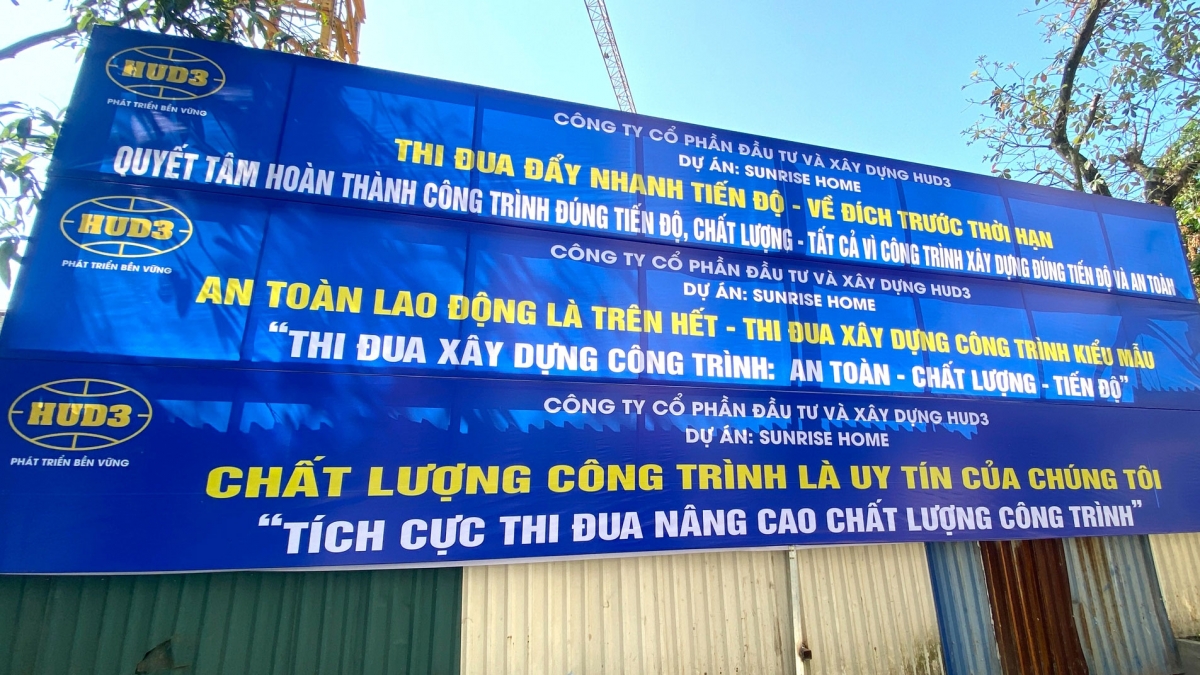 HUD3
PHÁT TRIỂN BỀN VỮNG
CÔNG TY CỔ PHẦN ĐẦU TƯ VÀ XÂY DỰNG HUD3
DỰ ÁN: SUNRISE HOME
THI ĐUA ĐẨY NHANH TIẾN ĐỘ - VỀ ĐÍCH TRƯỚC THỜI HẠN
QUYẾT TÂM HOÀN THÀNH CÔNG TRÌNH ĐÚNG TIẾN ĐỘ, CHẤT LƯỢNG - TẤT CẢ VÌ CÔNG TRÌNH XÂY DỰNG ĐÚNG TIẾN ĐỘ VÀ AN TOÀN
HUD3
PHÁT TRIỂN BỀN VỮNG
CÔNG TY CỔ PHẦN ĐẦU TƯ VÀ XÂY DỰNG HUD3
DỰ ÁN: SUNRISE HOME
AN TOÀN LAO ĐỘNG LÀ TRÊN HẾT - THI ĐUA XÂY DỰNG CÔNG TRÌNH KIỂU MẪU
“THI ĐUA XÂY DỰNG CÔNG TRÌNH: AN TOÀN - CHẤT LƯỢNG - TIẾN ĐỘ”
HUD3
PHÁT TRIỂN BỀN VỮNG
CÔNG TY CỔ PHẦN ĐẦU TƯ VÀ XÂY DỰNG HUD3
DỰ ÁN: SUNRISE HOME
CHẤT LƯỢNG CÔNG TRÌNH LÀ UY TÍN CỦA CHÚNG TÔI
“TÍCH CỰC THI ĐUA NÂNG CAO CHẤT LƯỢNG CÔNG TRÌNH”